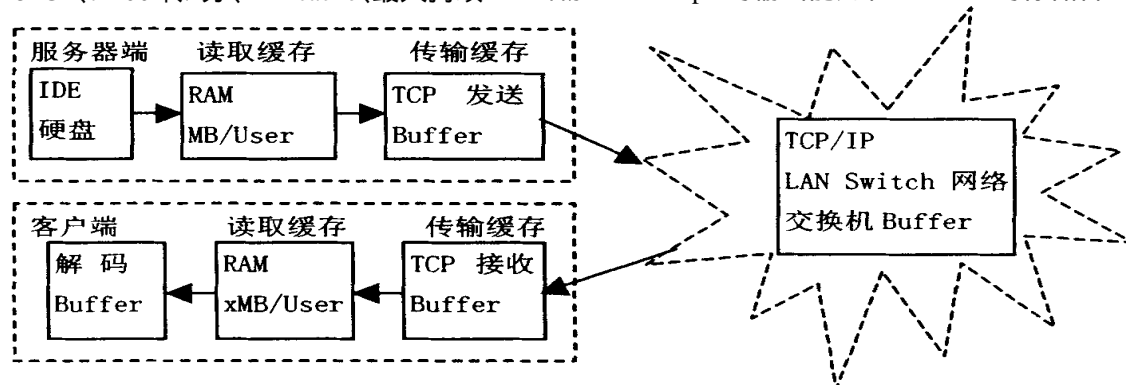 服务器端 读取缓存 传输缓存
IDE
硬盘
RAM
MB/User
TCP 发送
Buffer
TCP/IP
LAN Switch 网络
交换机 Buffer
客户端 读取缓存 传输缓存
解 码
Buffer
RAM
xMB/User
TCP 接收
Buffer